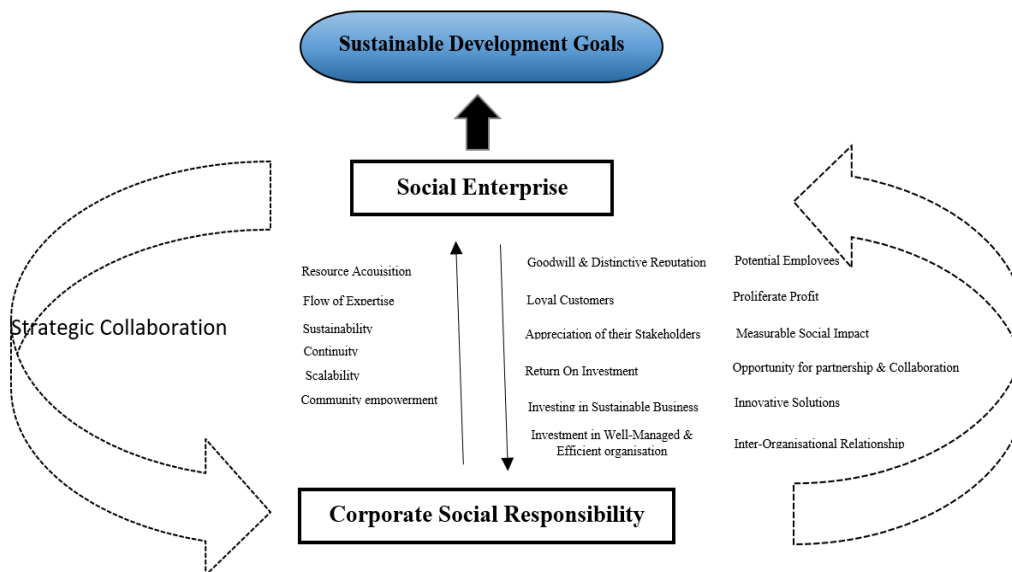 Sustainable Development Goals
Social Enterprise
Resource Acquisition
Flow of Expertise
Sustainability
Continuity
Scalability
Community empowerment
Goodwill & Distinctive Reputation
Loyal Customers
Appreciation of their Stakeholders
Return On Investment
Investing in Sustainable Business
Investment in Well-Managed &
Efficient organisation
Potential Employees
Proliferate Profit
Measurable Social Impact
Opportunity for partnership & Collaboration
Innovative Solutions
Inter-Organisational Relationship
Strategic Collaboration
Corporate Social Responsibility